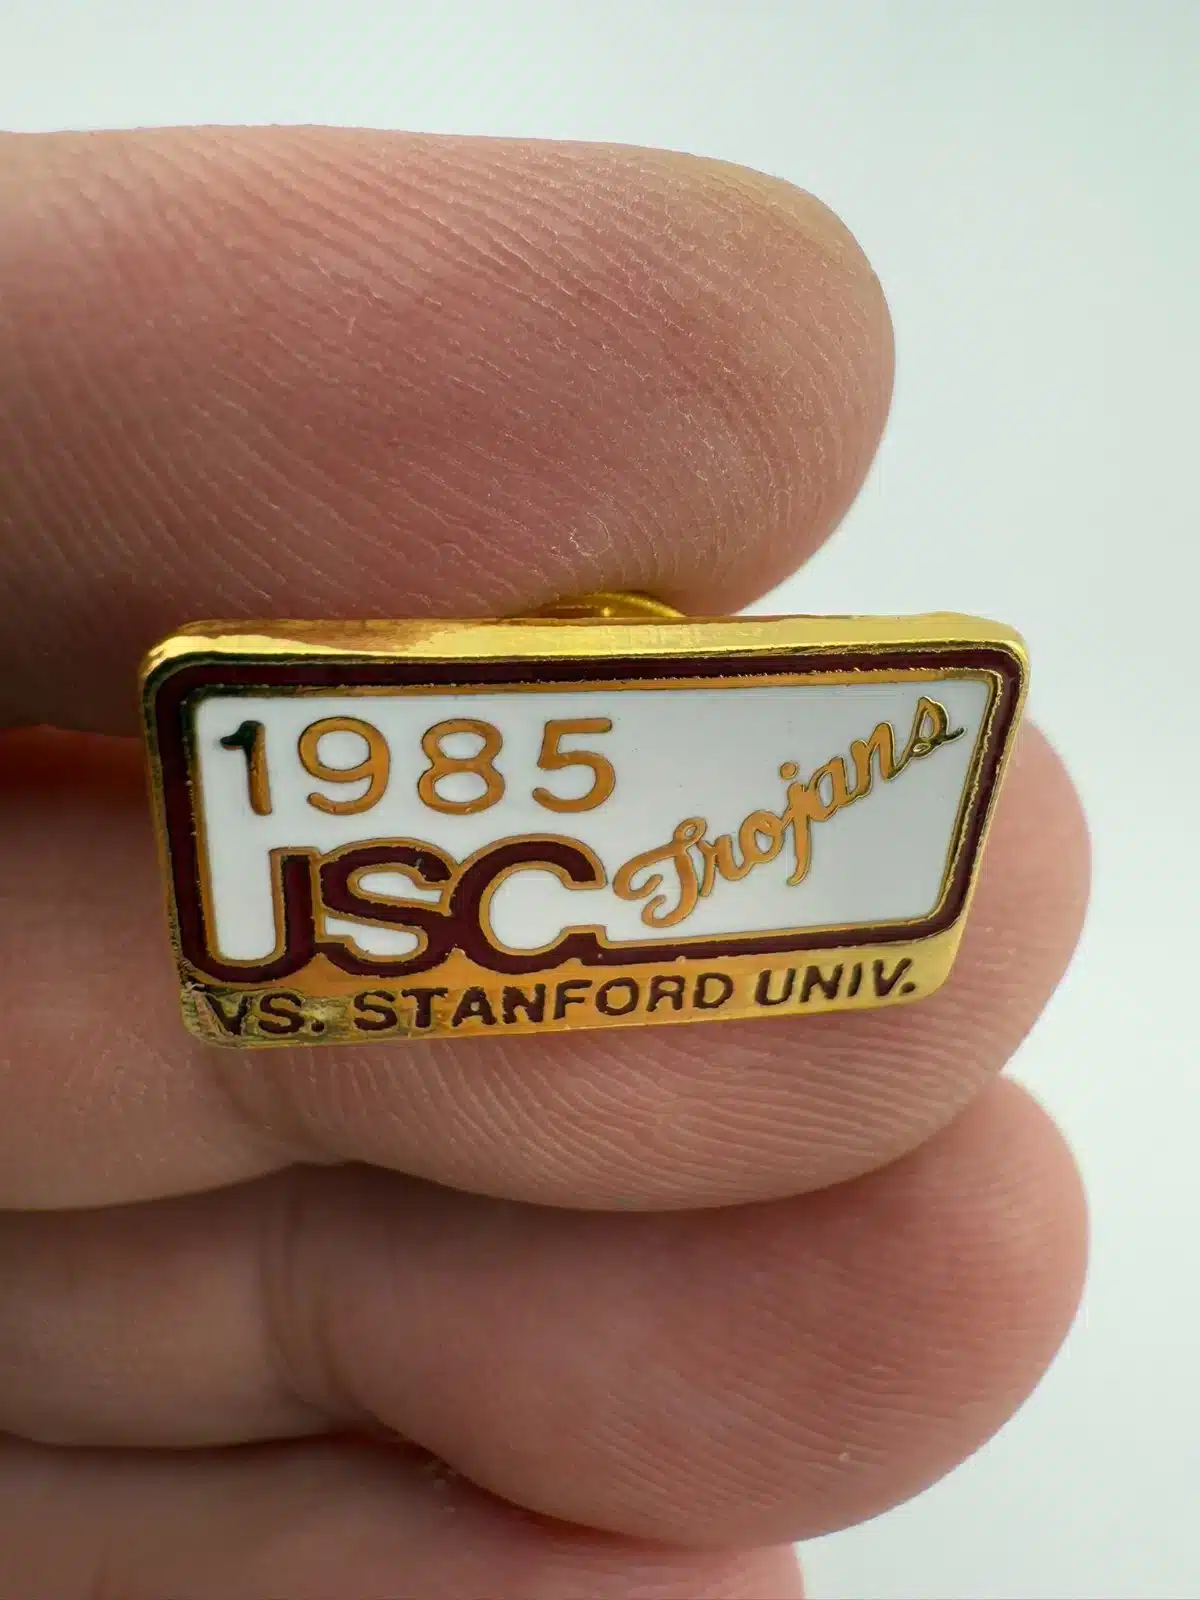 1985
USC Trojans
VS. STANFORD UNIV.